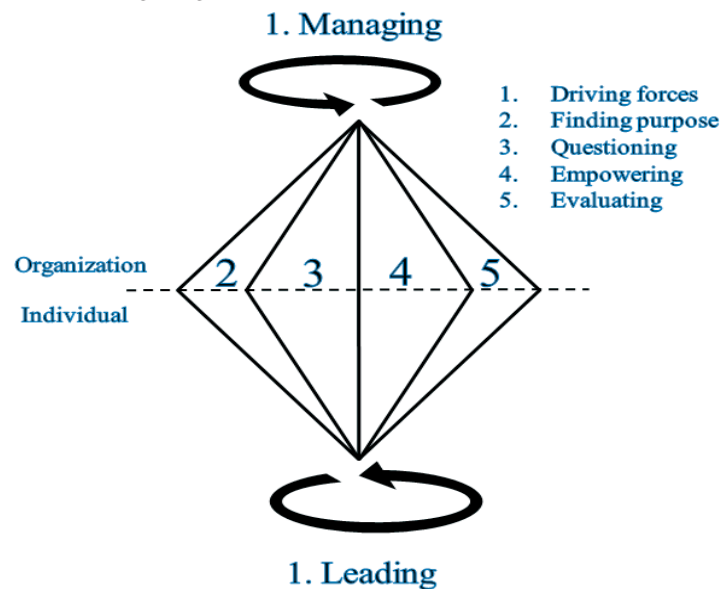 1. Managing
1. Driving forces
2. Finding purpose
3. Questioning
4. Empowering
5. Evaluating
Organization
2 3 4 5
Individual
1. Leading